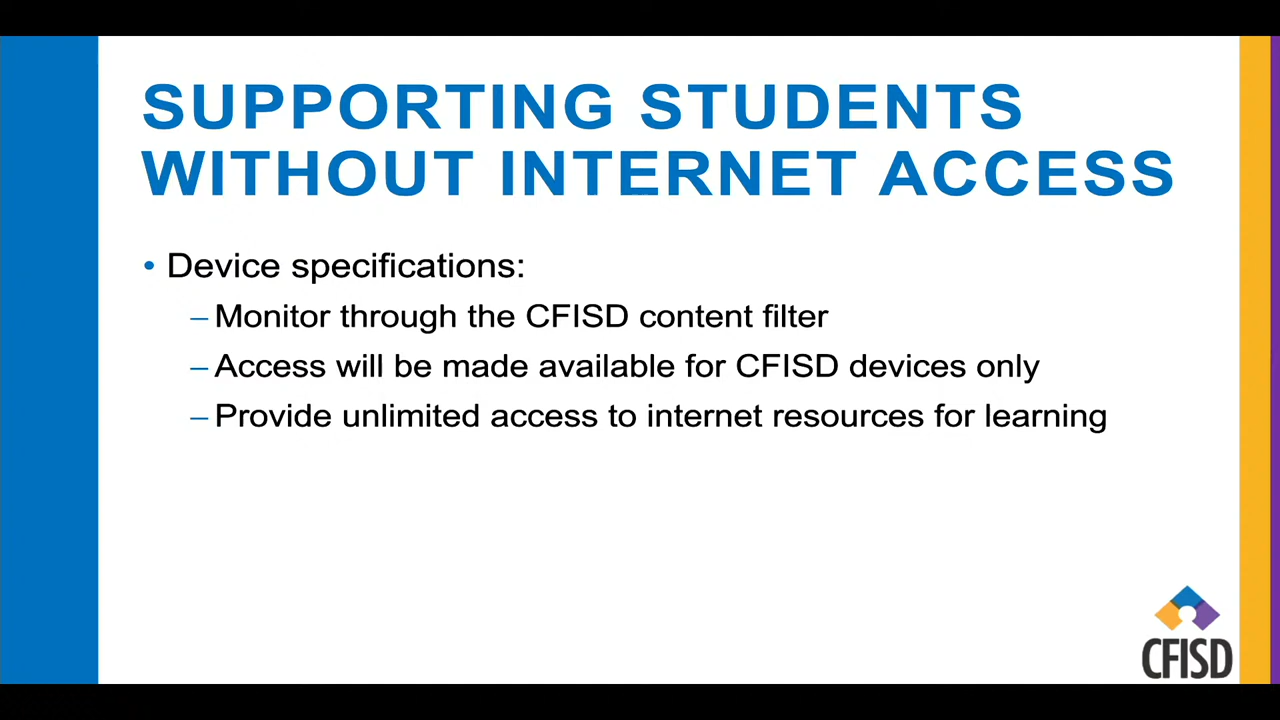 SUPPORTING STUDENTS
WITHOUT INTERNET ACCESS
• Device specifications:
– Monitor through the CFISD content filter
– Access will be made available for CFISD devices only
– Provide unlimited access to internet resources for learning
CFISD